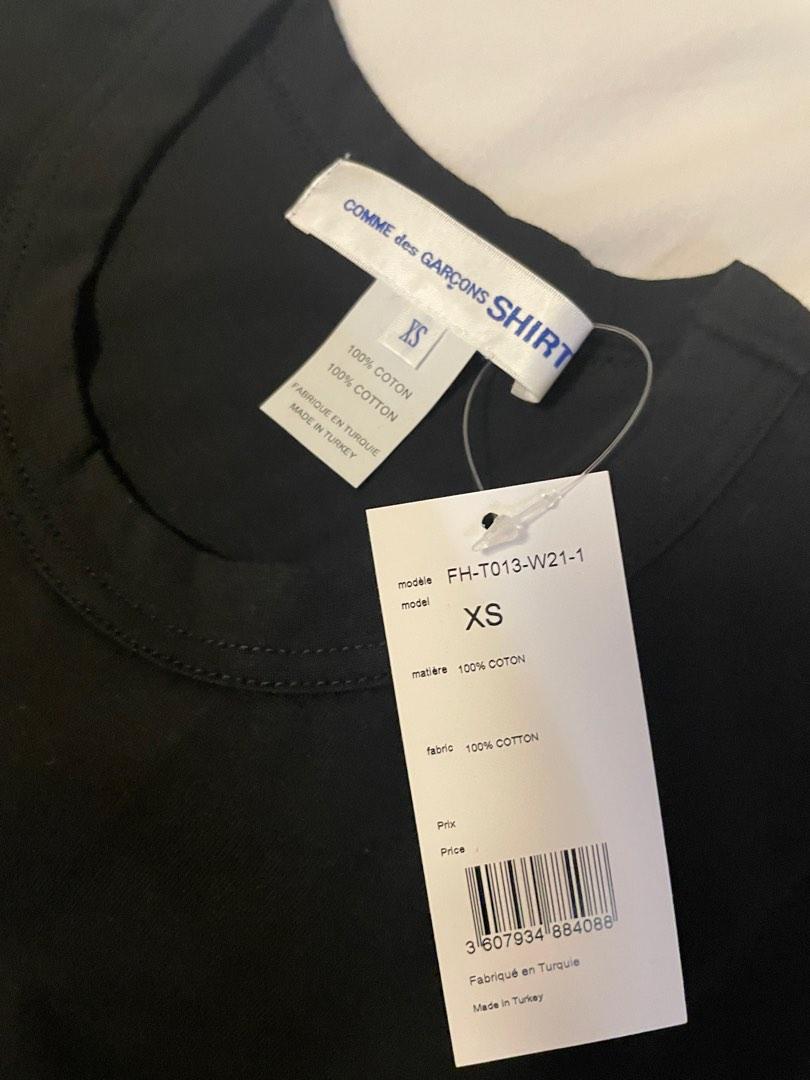 COMME des GARÇONS SHIRT
XS
100% COTON
100% COTTON
FABRIQUE EN TURQUIE
MADE IN TURKEY
modèle FH-T013-W21-1
model
XS
matière 100% COTON
fabric 100% COTTON
Prix
Price
3 607934 884088
Fabriqué en Turquie
Made in Turkey